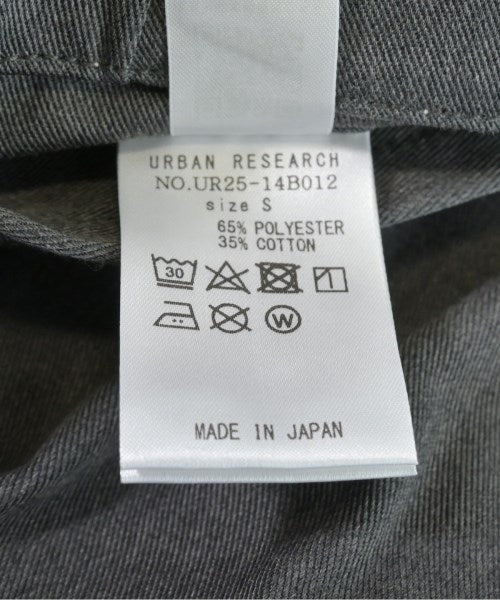 URBAN RESEARCH
NO.UR25-14B012
size S
65% POLYESTER
35% COTTON
30
W
MADE IN JAPAN